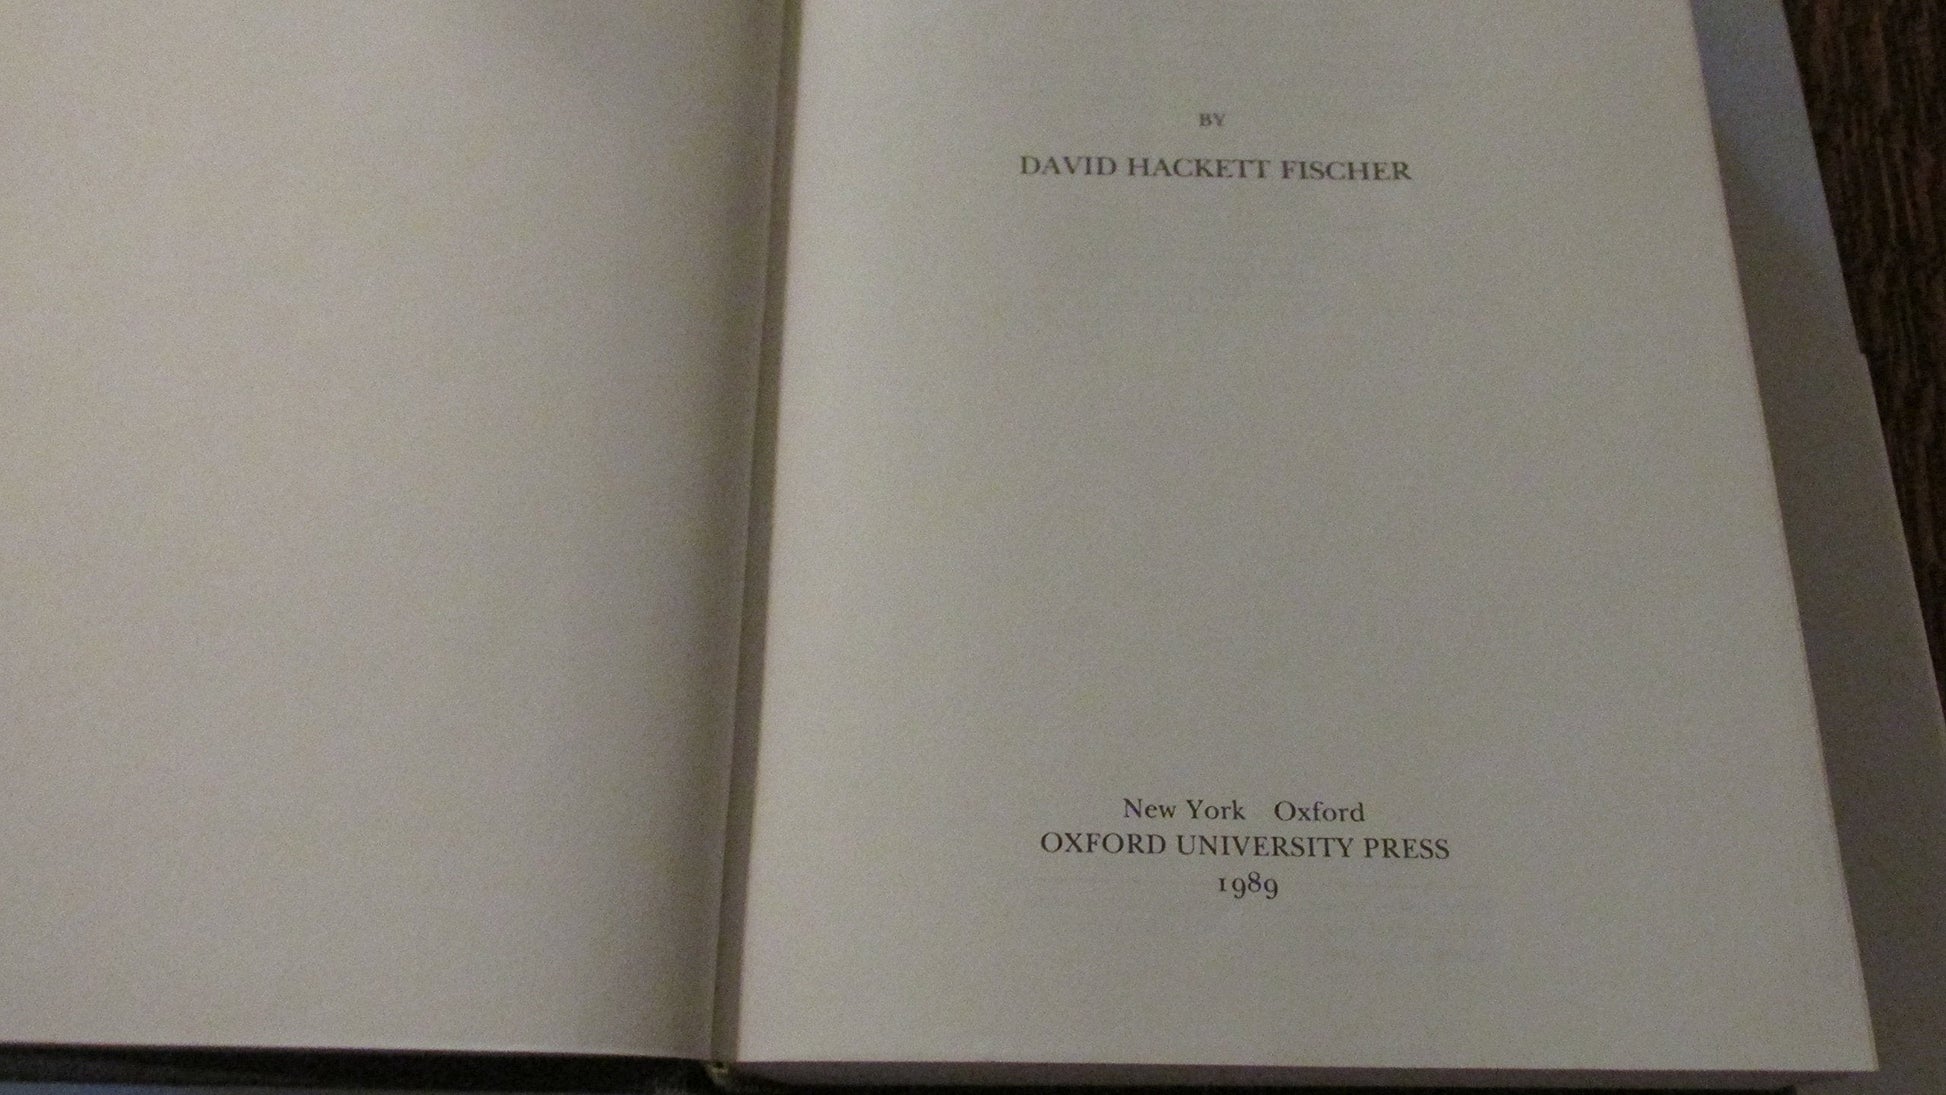 BY
DAVID HACKETT FISCHER
New York Oxford
OXFORD UNIVERSITY PRESS
1989